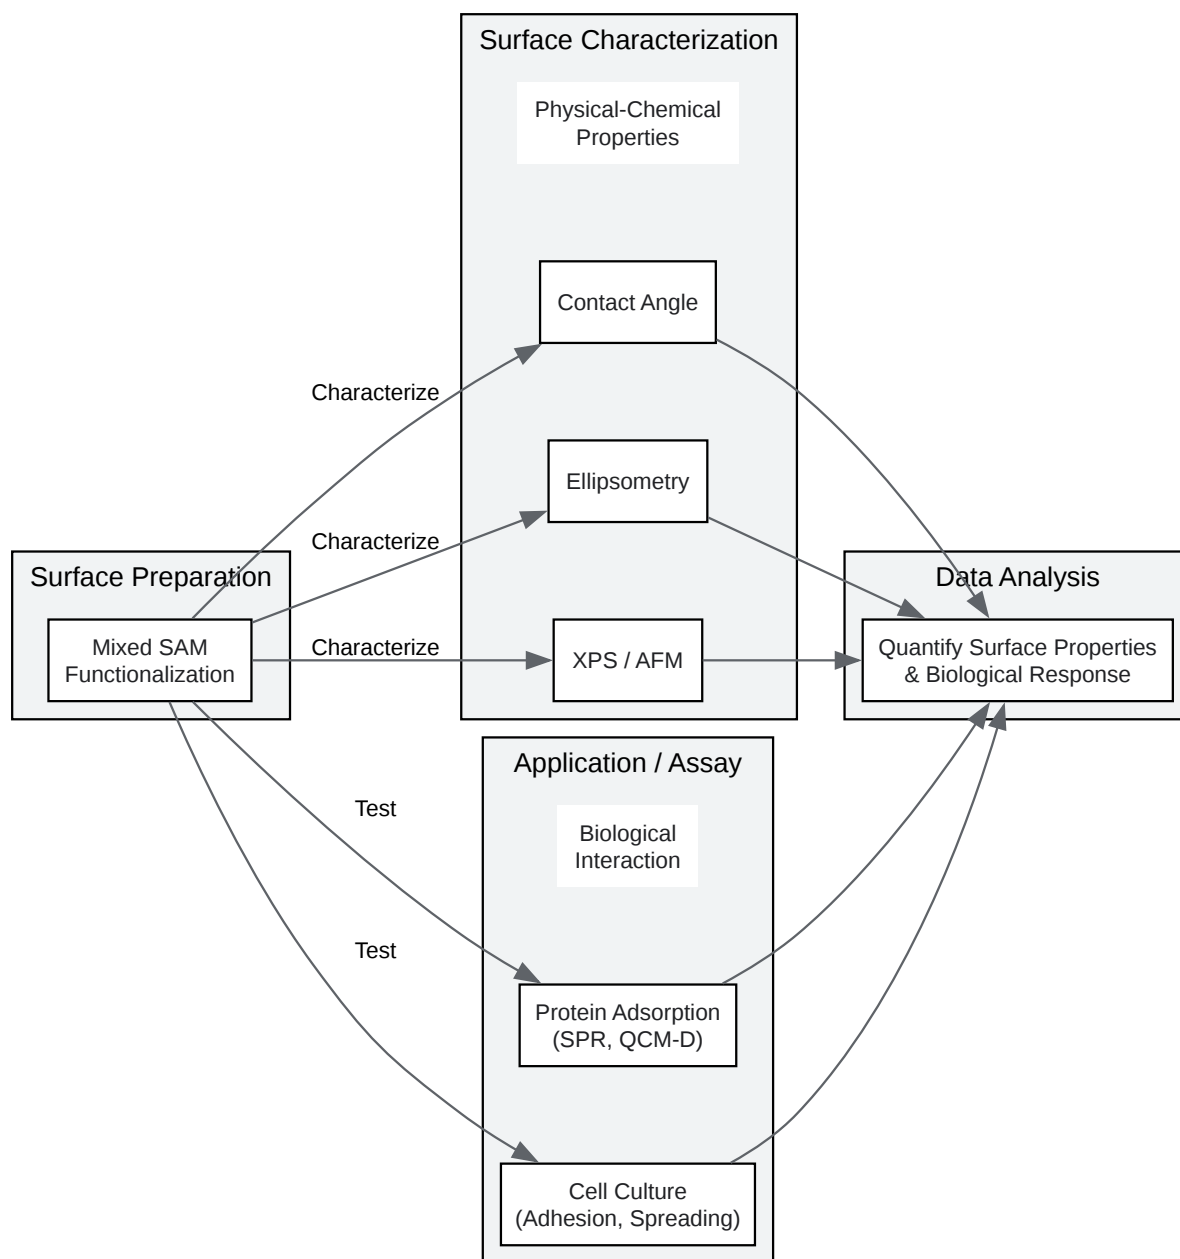 Surface Characterization
Physical-Chemical
Properties
Contact Angle
Characterize
Ellipsometry
Characterize
Surface Preparation
Mixed SAM
Functionalization
Characterize
XPS / AFM
Data Analysis
Quantify Surface Properties
& Biological Response
Application / Assay
Biological
Interaction
Test
Test
Protein Adsorption
(SPR, QCM-D)
Cell Culture
(Adhesion, Spreading)